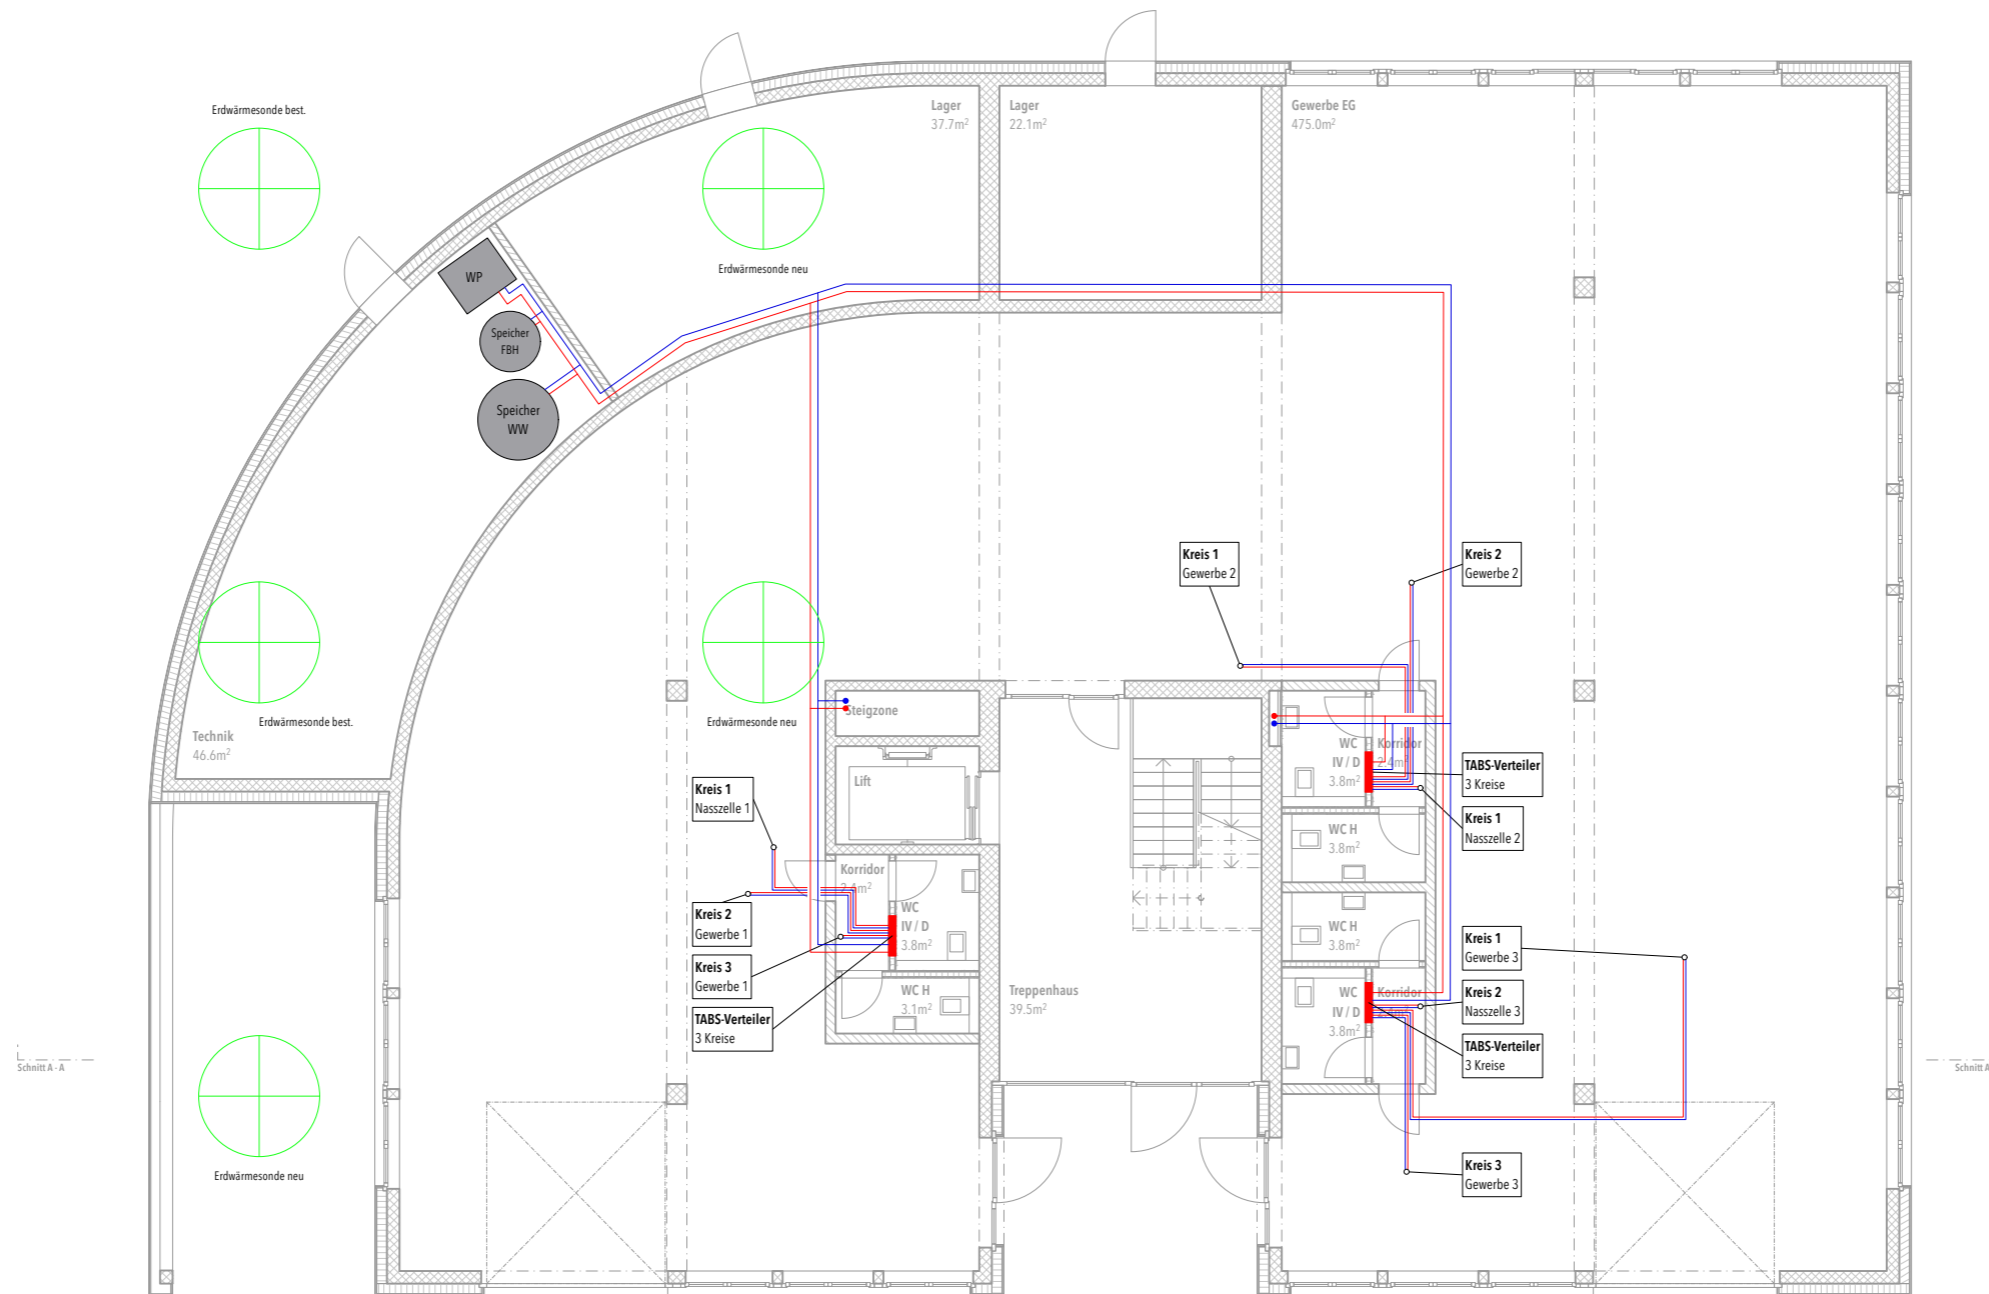 Erdwärmesonde best.
Lager
37.7m²
Lager
22.1m²
Gewerbe EG
475.0m²
Erdwärmesonde neu
WP
Speicher
FBH
Speicher
WW
Kreis 1
Gewerbe 2
Kreis 2
Gewerbe 2
Erdwärmesonde best.
Erdwärmesonde neu
Technik
46.6m²
Steigzone
Lift
WC
IV / D
3.8m²
Korridor
2.4m²
TABS-Verteiler
3 Kreise
Kreis 1
Nasszelle 1
Kreis 1
Nasszelle 2
WC H
3.8m²
Korridor
Kreis 2
Gewerbe 1
WC
IV / D
3.8m²
WC H
3.8m²
Kreis 1
Gewerbe 3
Kreis 3
Gewerbe 1
WC H
3.1m²
Treppenhaus
39.5m²
WC
IV / D
3.8m²
Korridor
Kreis 2
Nasszelle 3
TABS-Verteiler
3 Kreise
TABS-Verteiler
3 Kreise
Schnitt A - A
Schnitt A
Erdwärmesonde neu
Kreis 3
Gewerbe 3